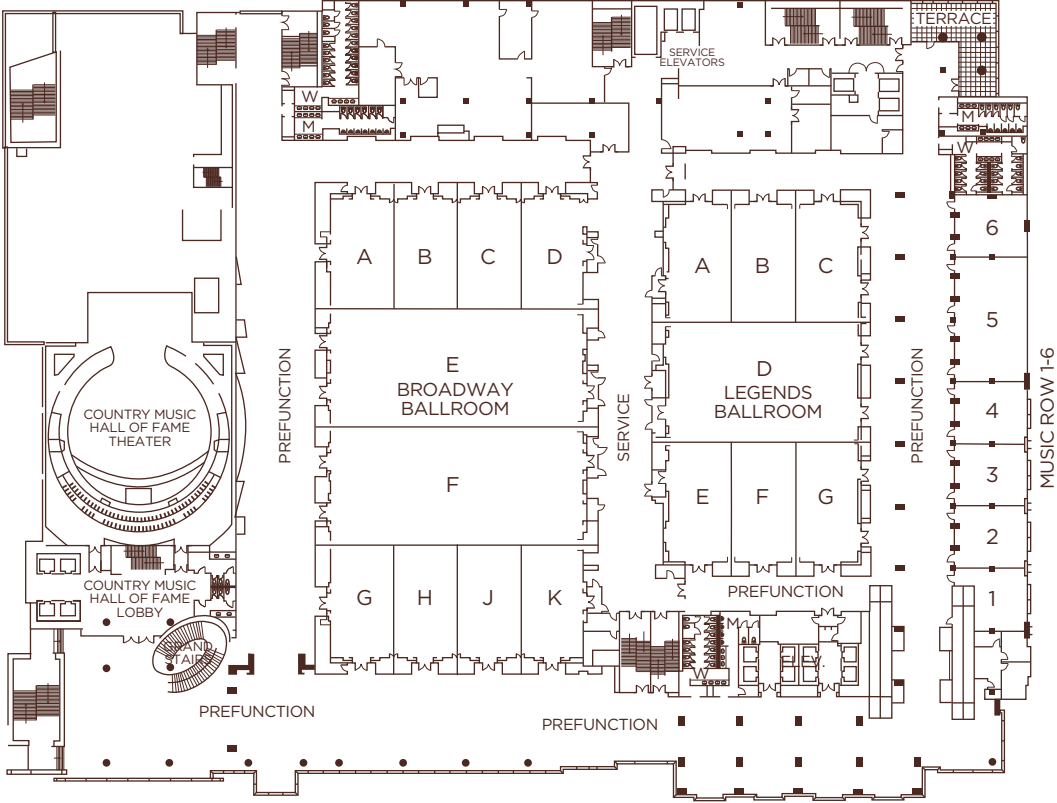 TERRACE
SERVICE
ELEVATORS
W
M
M
W
A
B
C
D
A
B
C
6
5
4
3
2
1
MUSIC ROW 1-6
E
BROADWAY
BALLROOM
D
LEGENDS
BALLROOM
PREFUNCTION
SERVICE
PREFUNCTION
COUNTRY MUSIC
HALL OF FAME
THEATER
F
E
F
G
COUNTRY MUSIC
HALL OF FAME
LOBBY
G
H
J
K
PREFUNCTION
GRAND
STAIRS
M
W
ELEV.
PREFUNCTION
PREFUNCTION